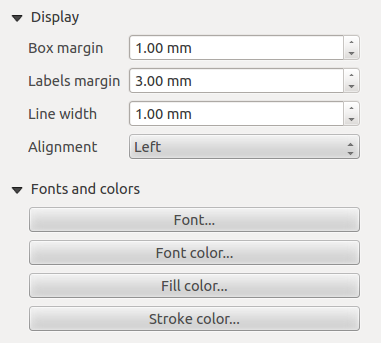 Display
Box margin 1.00 mm
Labels margin 3.00 mm
Line width 1.00 mm
Alignment Left
Fonts and colors
Font...
Font color...
Fill color...
Stroke color...